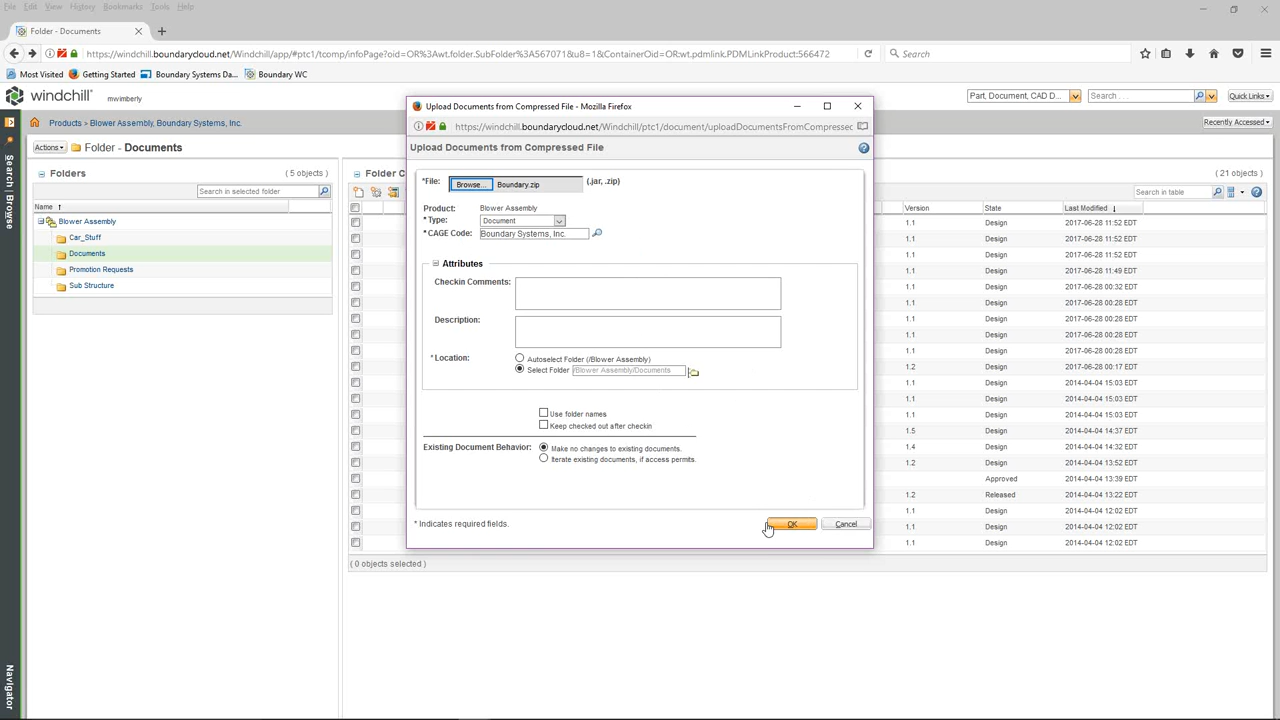 File Edit View History Bookmarks Tools Help
Folder - Documents
https://windchill.boundarycloud.net/Windchill/app/#ptc1/tcomp/infoPage?oid=OR%3Awt.folder.SubFolder%3A567071&u8=1&ContainerOid=OR:wt.pdmlink.PDMLinkProduct:566472
Search
Most Visited Getting Started Boundary Systems Da... Boundary WC
windchill mwimberly
Part, Document, CAD D... Search . . . Quick Links
Products > Blower Assembly, Boundary Systems, Inc.
Recently Accessed
Actions Folder - Documents
Search
Browse
Navigator
Folders ( 5 objects )
Search in selected folder
Name ↑
Blower Assembly
Car_Stuff
Documents
Promotion Requests
Sub Structure
Folder C ( 21 objects )
Search in table
Version State Last Modified ↓
1.1 Design 2017-06-28 11:52 EDT
1.1 Design 2017-06-28 11:52 EDT
1.1 Design 2017-06-28 11:52 EDT
1.1 Design 2017-06-28 11:49 EDT
1.1 Design 2017-06-28 00:32 EDT
1.1 Design 2017-06-28 00:28 EDT
1.1 Design 2017-06-28 00:28 EDT
1.1 Design 2017-06-28 00:28 EDT
1.1 Design 2017-06-28 00:28 EDT
1.2 Design 2017-06-28 00:17 EDT
1.1 Design 2014-04-04 15:03 EDT
1.1 Design 2014-04-04 15:03 EDT
1.1 Design 2014-04-04 15:03 EDT
1.5 Design 2014-04-04 14:37 EDT
1.4 Design 2014-04-04 14:32 EDT
1.2 Design 2014-04-04 13:52 EDT
Approved 2014-04-04 13:39 EDT
1.2 Released 2014-04-04 13:22 EDT
1.1 Design 2014-04-04 12:02 EDT
1.1 Design 2014-04-04 12:02 EDT
1.1 Design 2014-04-04 12:02 EDT
( 0 objects selected )
Upload Documents from Compressed File - Mozilla Firefox
https://windchill.boundarycloud.net/Windchill/ptc1/document/uploadDocumentsFromCompressed
Upload Documents from Compressed File
*File: Browse... Boundary.zip (.jar, .zip)
Product: Blower Assembly
*Type: Document
*CAGE Code: Boundary Systems, Inc.
Attributes
Checkin Comments:
Description:
*Location: Autoselect Folder (/Blower Assembly)
Select Folder /Blower Assembly/Documents
Use folder names
Keep checked out after checkin
Existing Document Behavior: Make no changes to existing documents.
Iterate existing documents, if access permits.
* Indicates required fields.
OK Cancel